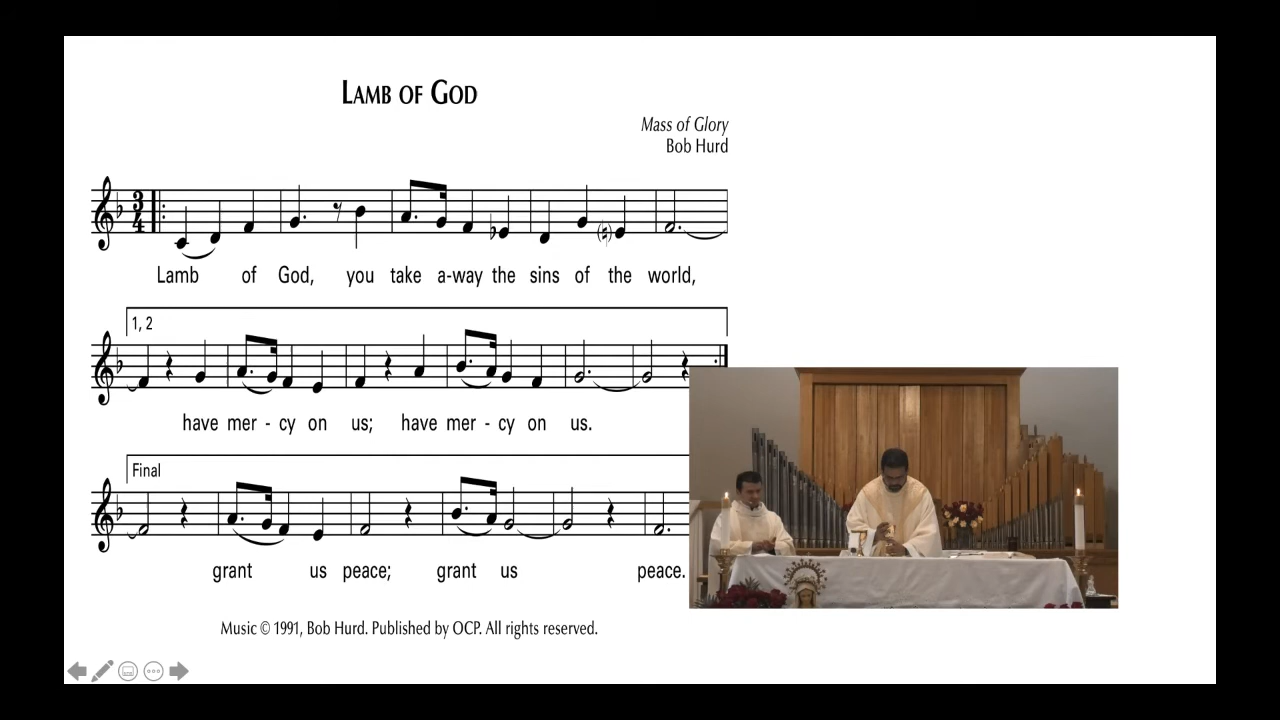 LAMB OF GOD
Mass of Glory
Bob Hurd
3
4
Lamb of God, you take a-way the sins of the world,
1, 2
have mer - cy on us; have mer - cy on us.
Final
grant us peace; grant us peace.
Music © 1991, Bob Hurd. Published by OCP. All rights reserved.